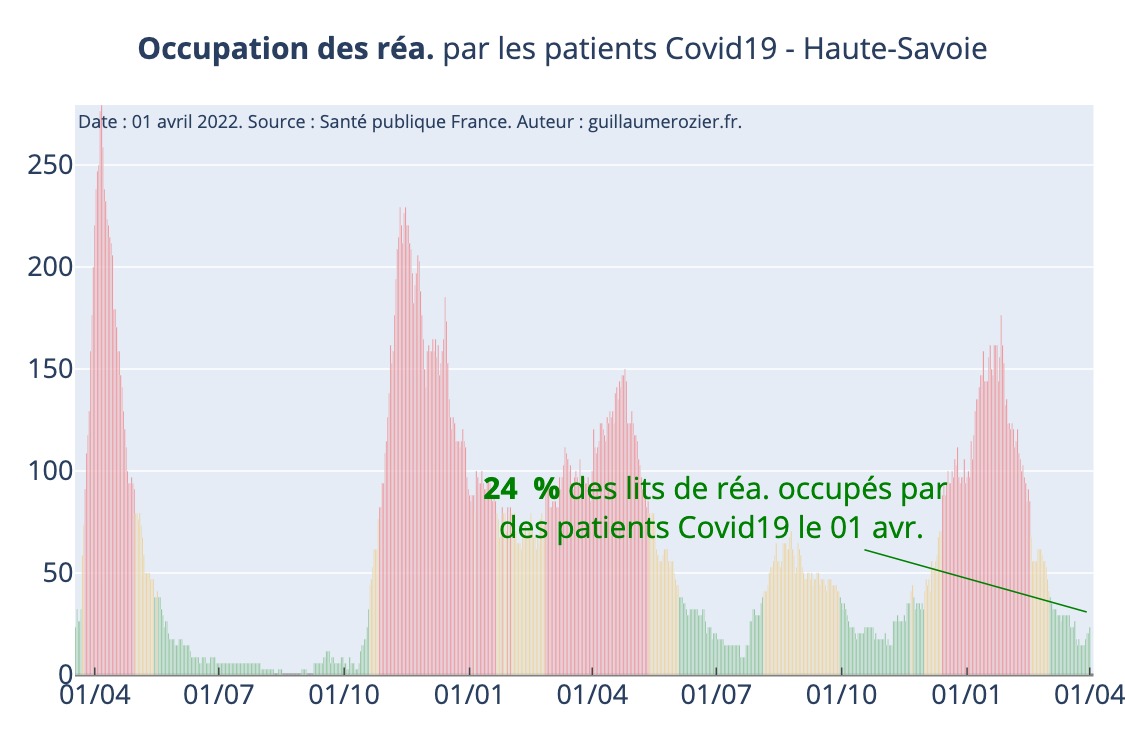 Occupation des réa. par les patients Covid19 - Haute-Savoie
Date : 01 avril 2022. Source : Santé publique France. Auteur : guillaumerozier.fr.
250
200
150
100
24  % des lits de réa. occupés par
des patients Covid19 le 01 avr.
50
0
01/04 01/07 01/10 01/01 01/04 01/07 01/10 01/01 01/04